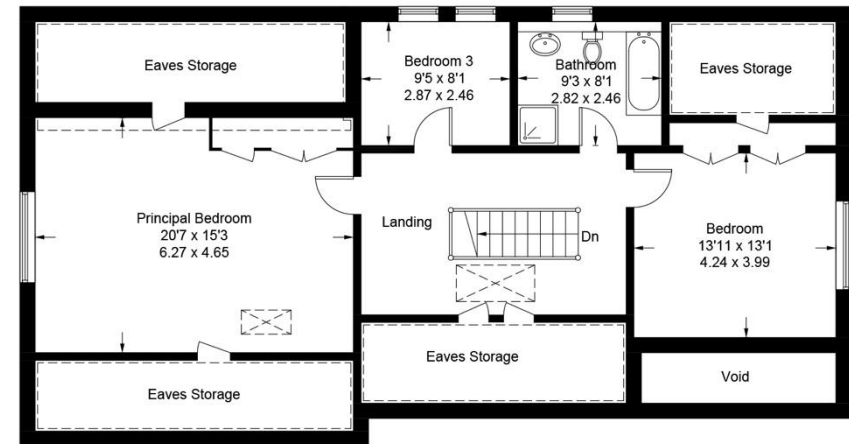 Eaves Storage
Bedroom 3
9'5 x 8'1
2.87 x 2.46
Bathroom
9'3 x 8'1
2.82 x 2.46
Eaves Storage
Principal Bedroom
20'7 x 15'3
6.27 x 4.65
Landing
Dn
Bedroom
13'11 x 13'1
4.24 x 3.99
Eaves Storage
Eaves Storage
Void